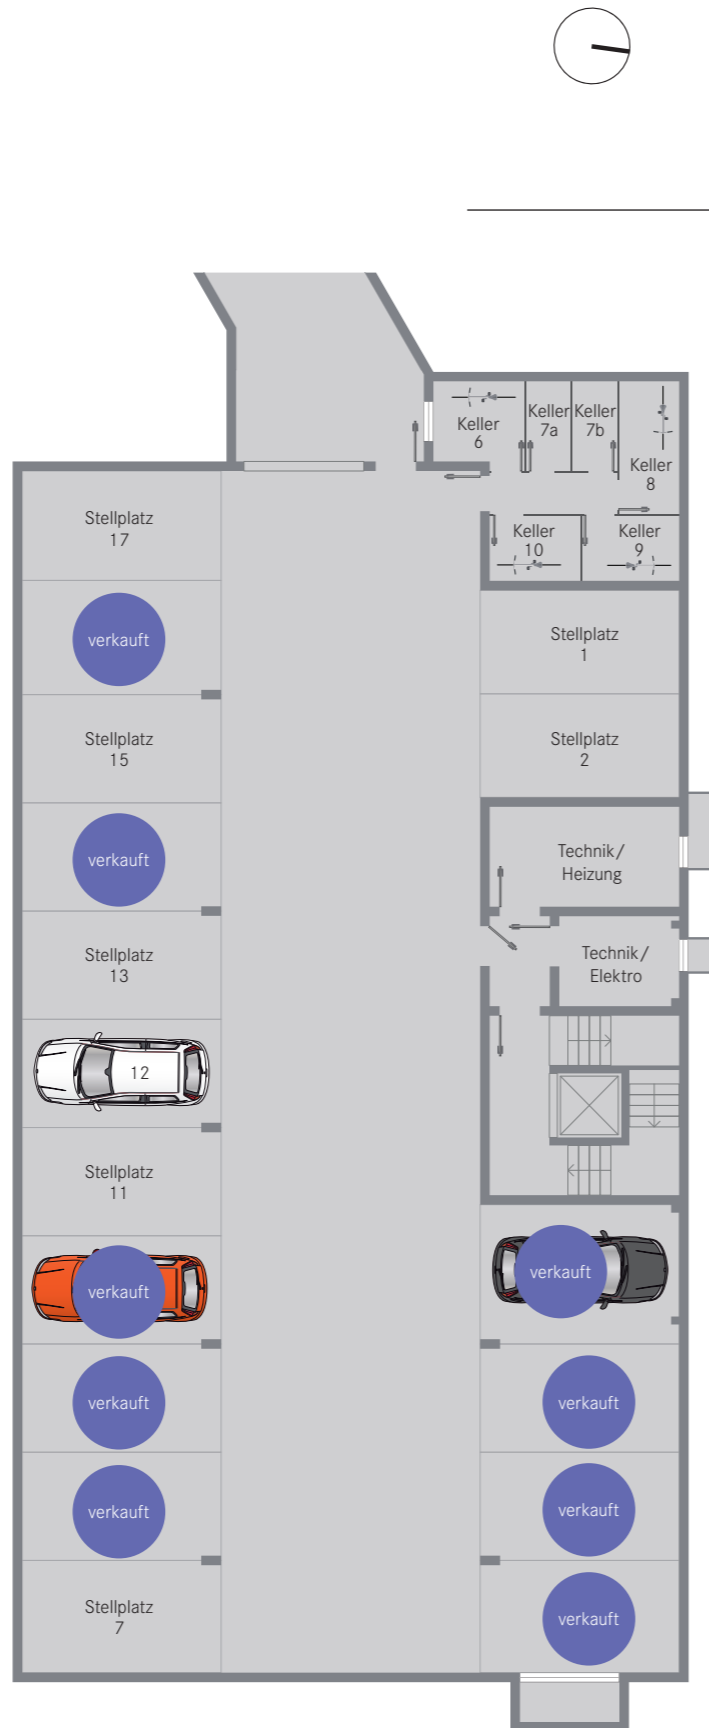 Keller
6
Keller
7a
Keller
7b
Keller
8
Keller
10
Keller
9
Stellplatz
17
Stellplatz
1
verkauft
Stellplatz
15
Stellplatz
2
verkauft
Technik/
Heizung
Stellplatz
13
Technik/
Elektro
12
Stellplatz
11
verkauft
verkauft
verkauft
verkauft
verkauft
verkauft
Stellplatz
7
verkauft